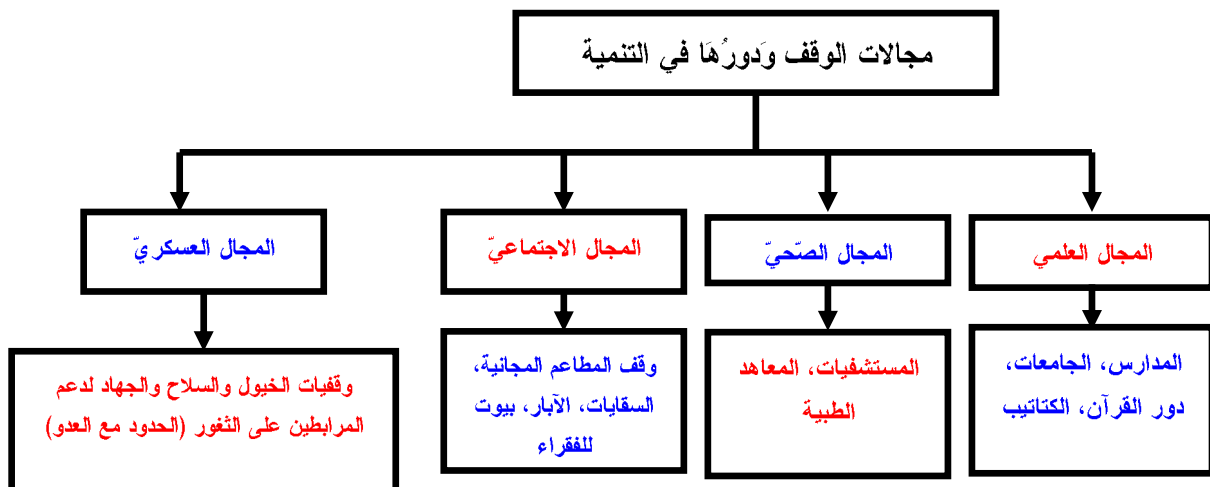 مجالات الوقف وَدورُهَا في التنمية
المجال العلمي
المجال الصّحيّ
المجال الاجتماعيّ
المجال العسكريّ
المدارس، الجامعات،
دور القرآن، الكتاتيب
المستشفيات، المعاهد
الطبية
وقف المطاعم المجانية،
السقايات، الآبار، بيوت
للفقراء
وقفيات الخيول والسلاح والجهاد لدعم
المرابطين على الثغور (الحدود مع العدو)